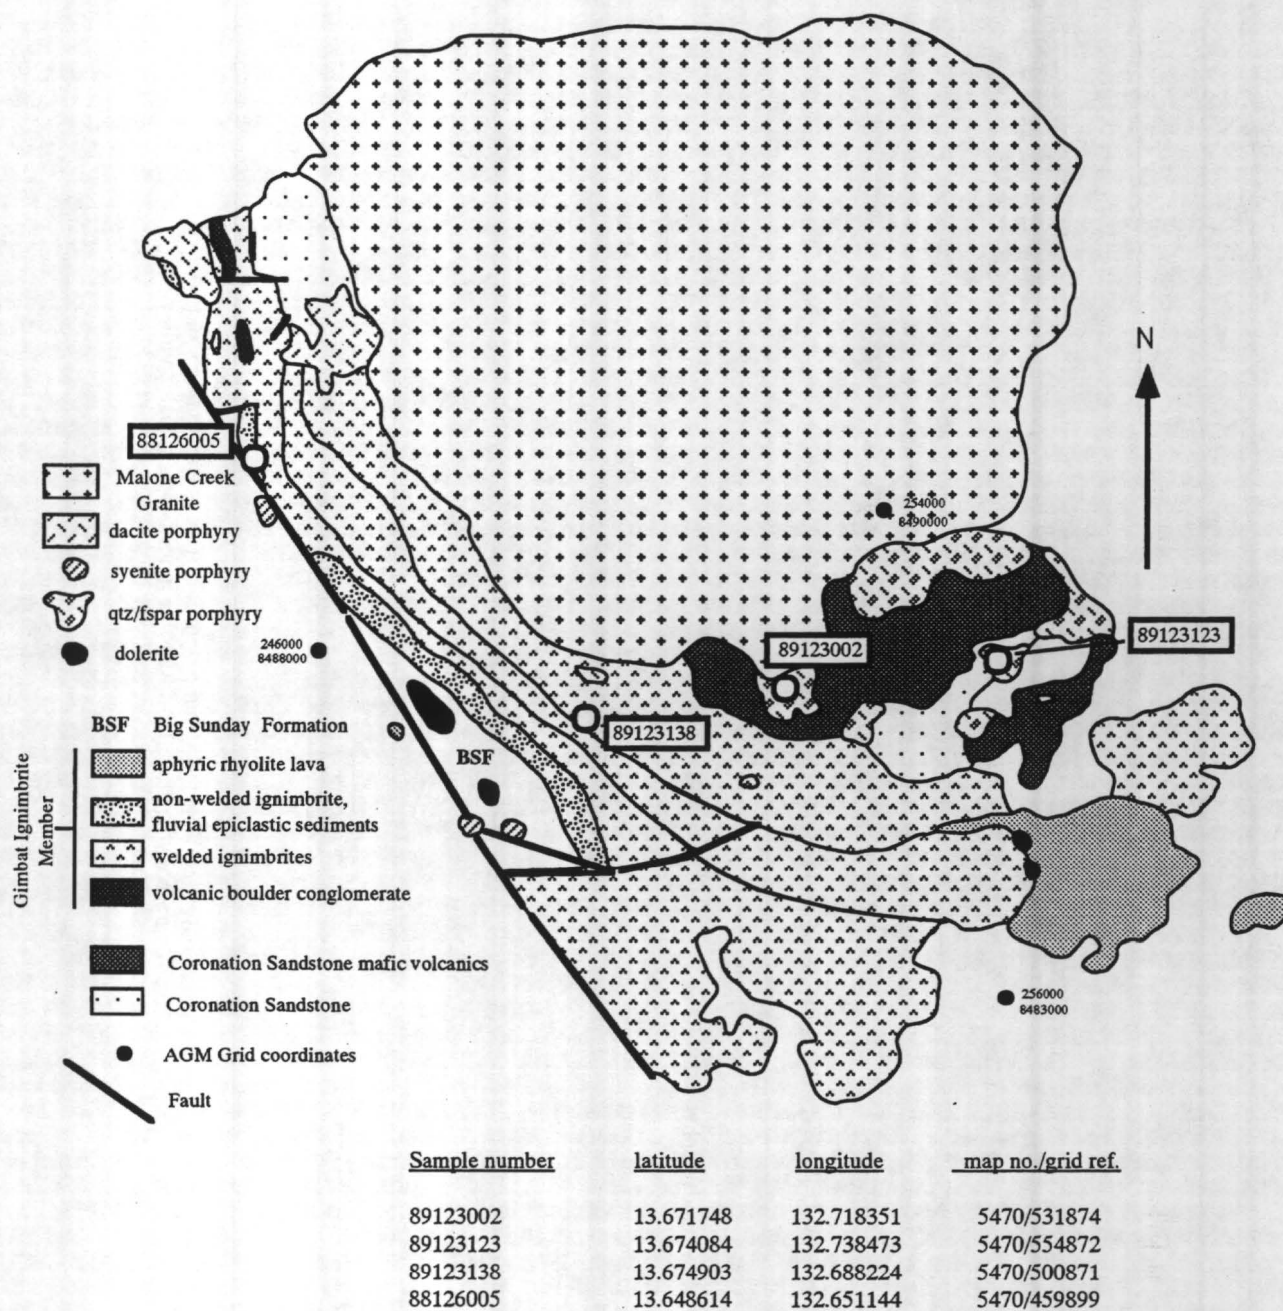 N
88126005
254000
8490000
89123002
89123123
246000
8488000
89123138
BSF
256000
8483000
Malone Creek
Granite
dacite porphyry
syenite porphyry
qtz/fspar porphyry
dolerite
BSF Big Sunday Formation
Gimbat Ignimbrite
Member
aphyric rhyolite lava
non-welded ignimbrite,
fluvial epiclastic sediments
welded ignimbrites
volcanic boulder conglomerate
Coronation Sandstone mafic volcanics
Coronation Sandstone
AGM Grid coordinates
Fault
Sample number latitude longitude map no./grid ref.
89123002 13.671748 132.718351 5470/531874
89123123 13.674084 132.738473 5470/554872
89123138 13.674903 132.688224 5470/500871
88126005 13.648614 132.651144 5470/459899